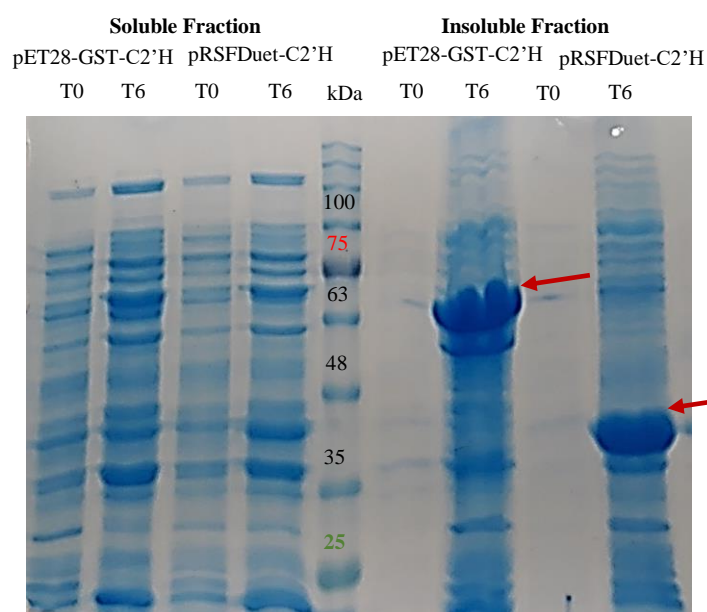 Soluble Fraction Insoluble Fraction
pET28-GST-C2’H pRSFDuet-C2’H pET28-GST-C2’H pRSFDuet-C2’H
T0 T6 T0 T6 kDa T0 T6 T0 T6
100
75
63
48
35
25